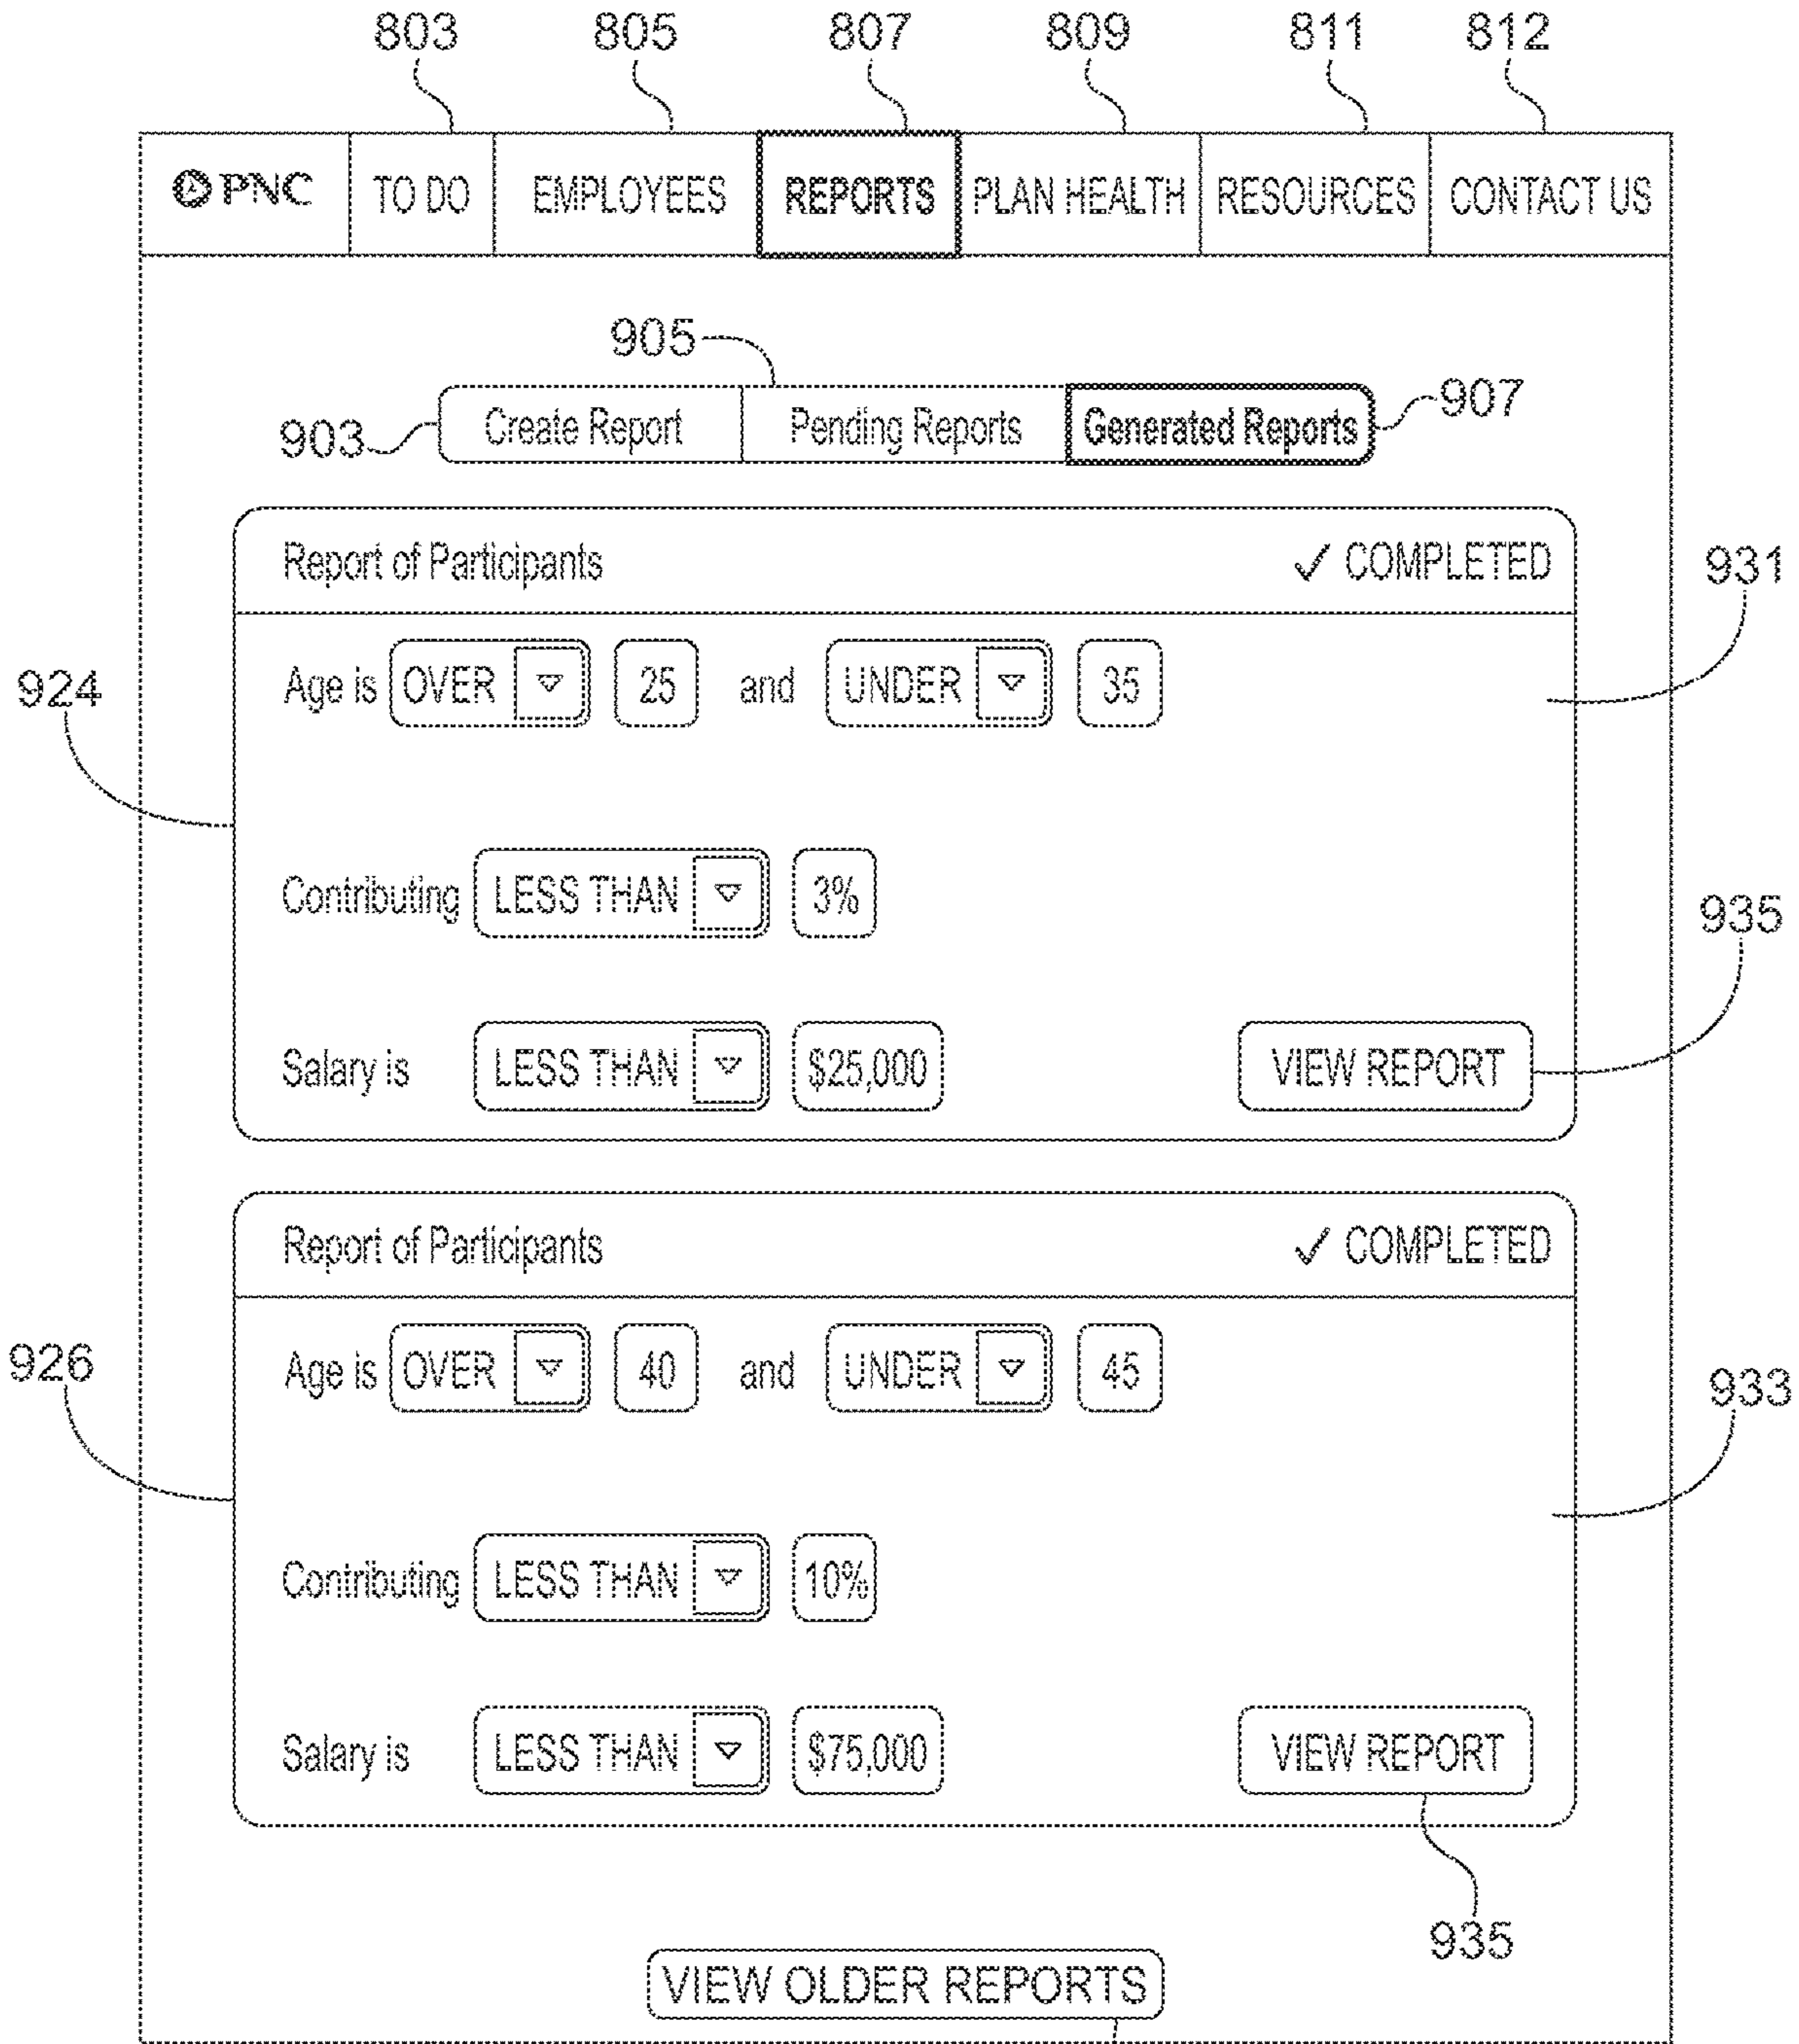 803 805 807 809 811 812
PNC TO DO EMPLOYEES REPORTS PLAN HEALTH RESOURCES CONTACT US
905
903 Create Report Pending Reports Generated Reports 907
Report of Participants ✓ COMPLETED
931
924
Age is OVER 25 and UNDER 35
Contributing LESS THAN 3%
935
Salary is LESS THAN $25,000 VIEW REPORT
Report of Participants ✓ COMPLETED
926 Age is OVER 40 and UNDER 45 933
Contributing LESS THAN 10%
Salary is LESS THAN $75,000 VIEW REPORT
935
VIEW OLDER REPORTS